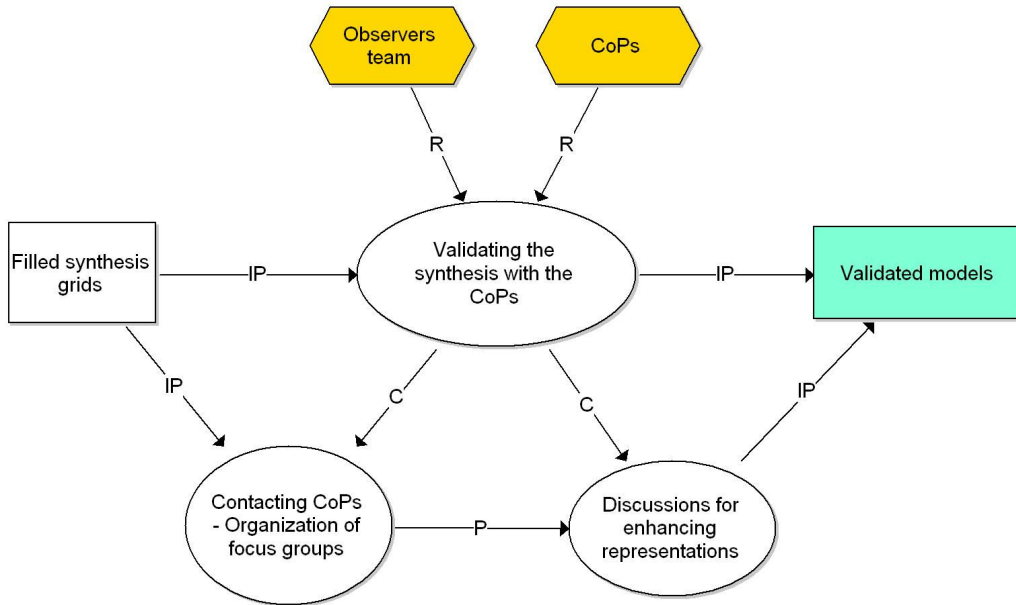 Observers
team
CoPs
R
R
Filled synthesis
grids
IP
Validating the
synthesis with the
CoPs
IP
Validated models
IP
C
C
IP
Contacting CoPs
- Organization of
focus groups
P
Discussions for
enhancing
representations